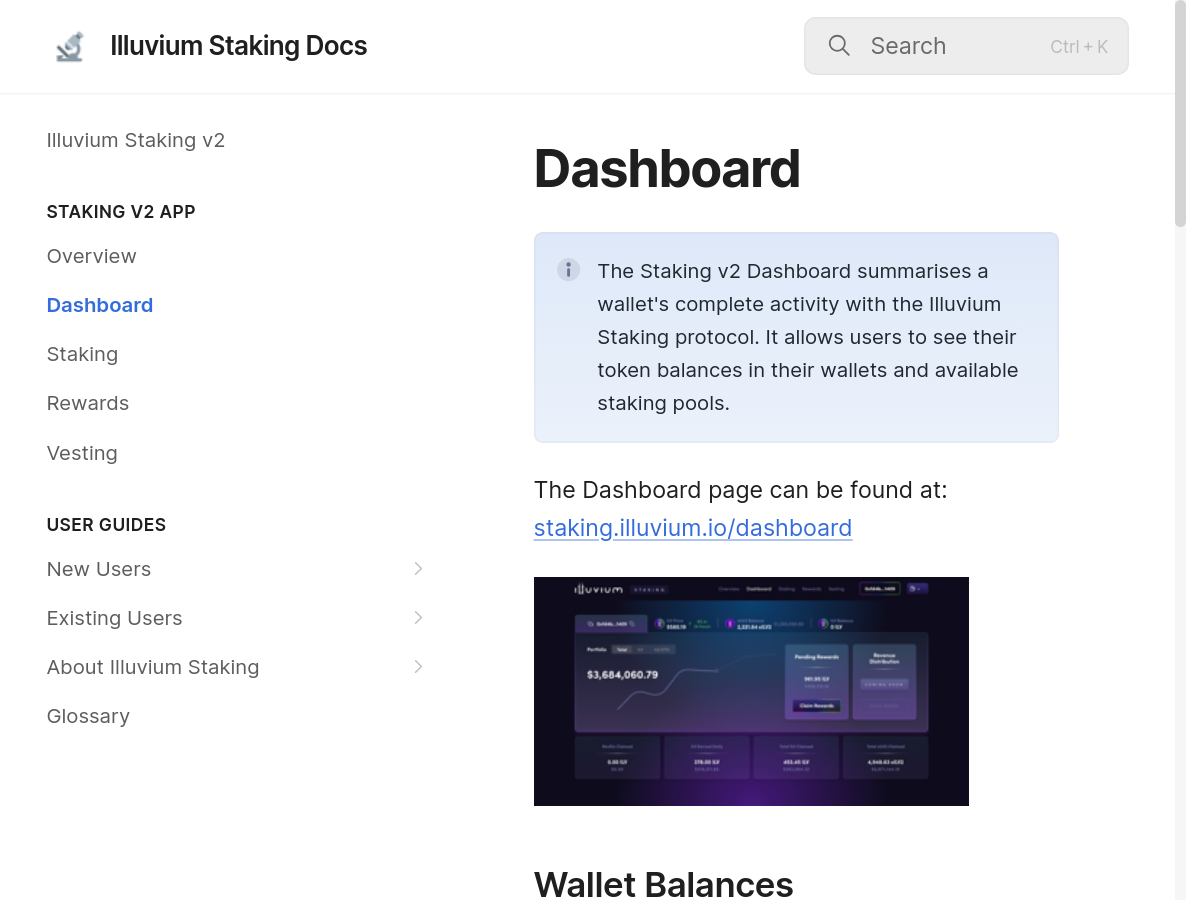 Illuvium Staking Docs
Search
Ctrl + K
Illuvium Staking v2
STAKING V2 APP
Overview
Dashboard
Staking
Rewards
Vesting
USER GUIDES
New Users
Existing Users
About Illuvium Staking
Glossary
Dashboard
The Staking v2 Dashboard summarises a
wallet's complete activity with the Illuvium
Staking protocol. It allows users to see their
token balances in their wallets and available
staking pools.
The Dashboard page can be found at:
staking.illuvium.io/dashboard
illuvium STAKING
Overview Dashboard Staking Rewards Vesting
Portfolio
Total
$3,684,060.79
Pending Rewards
Claim Rewards
Revenue
Distribution
COMING SOON
Wallet Balances